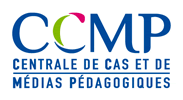 CCMP
CENTRALE DE CAS ET DE
MÉDIAS PÉDAGOGIQUES